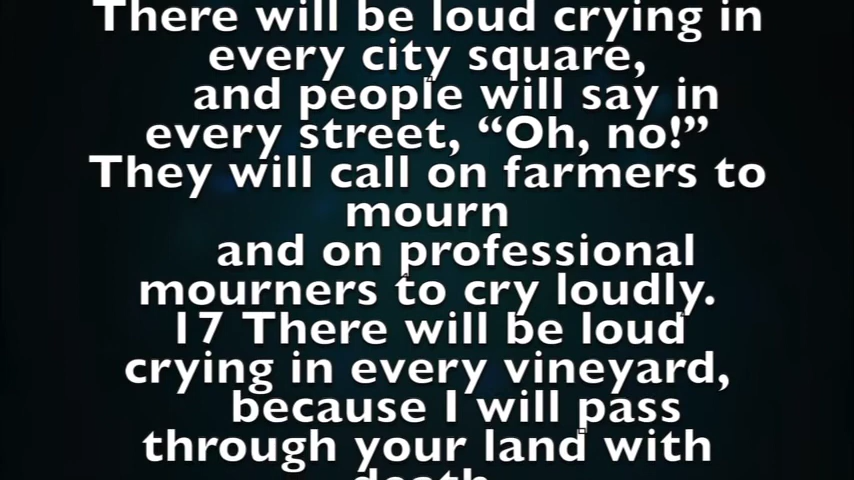 There will be loud crying in
every city square,
and people will say in
every street, “Oh, no!”
They will call on farmers to
mourn
and on professional
mourners to cry loudly.
17 There will be loud
crying in every vineyard,
because I will pass
through your land with
death